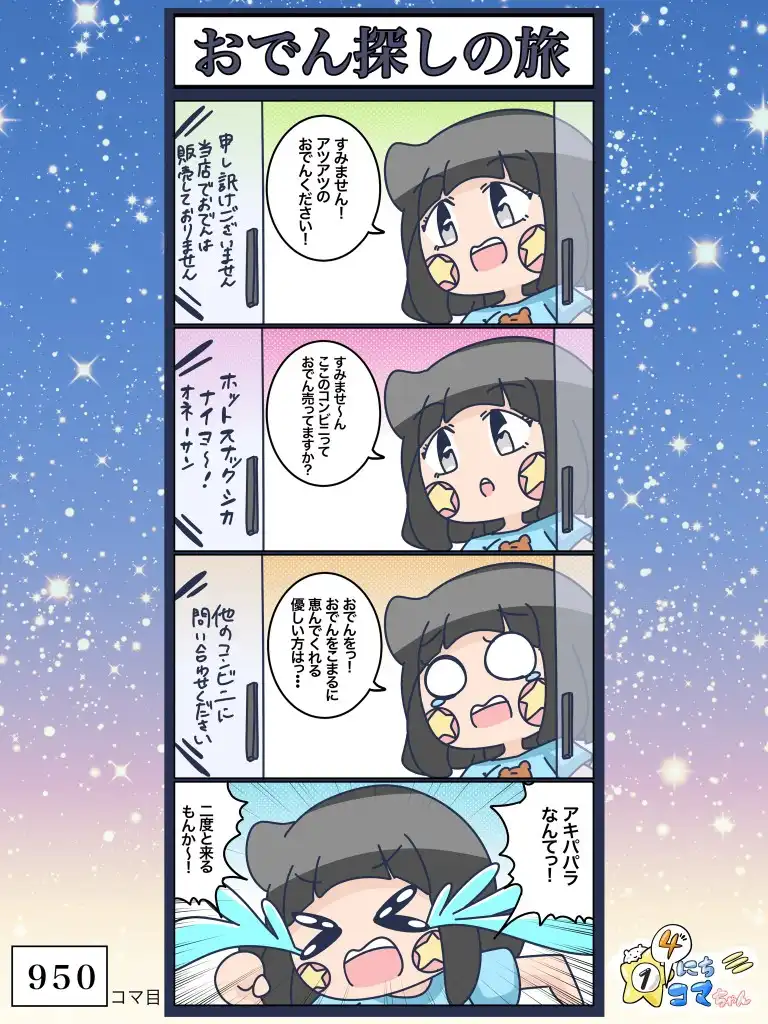 おでん探しの旅
すみません！
アツアツの
おでんください！
申し訳ございません
当店でおでんは
販売しておりません
すみませ〜ん
ここのコンビニって
おでん売ってますか？
ホットスナックシカ
ナイヨ〜！
オネーサン
おでんをっ！
おでんをこまるに
恵んでくれる
優しい方はっ…
他のコンビニに
問い合わせください
アキパパラ
なんてっ！
二度と来る
もんか〜！
950
コマ目
1
4
にち
コマちゃん